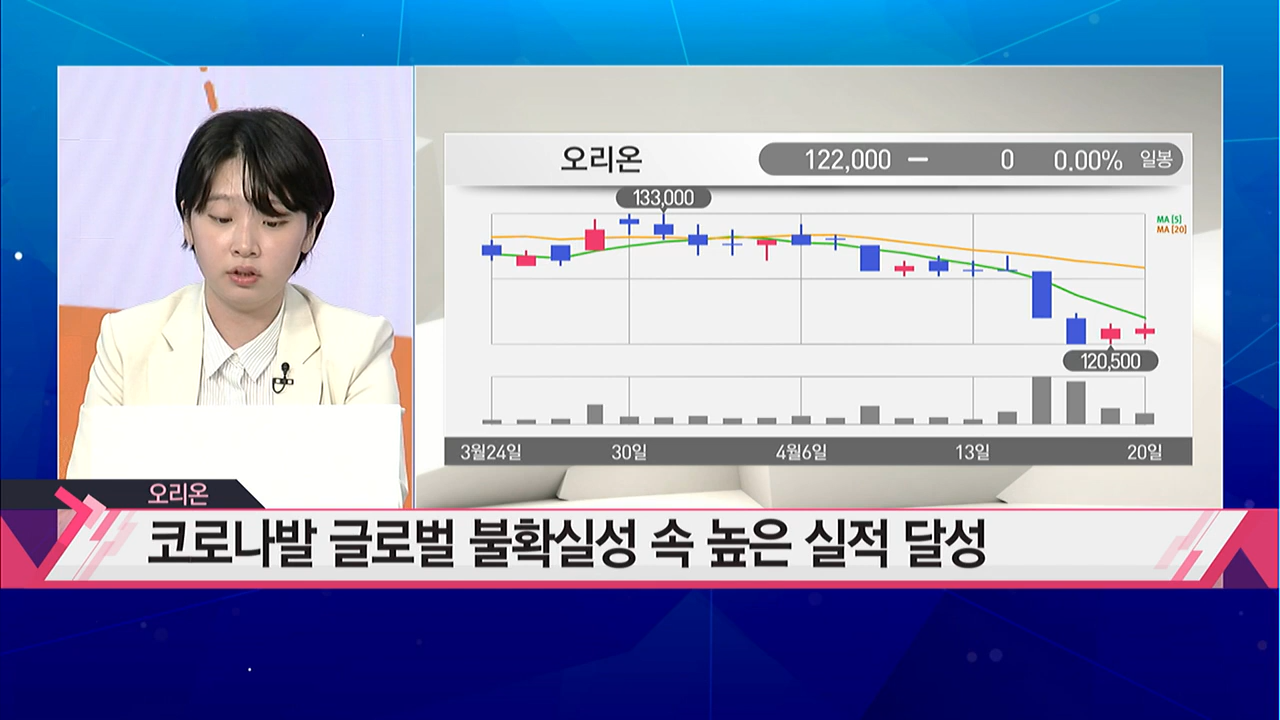 오리온
122,000 – 0 0.00% 일봉
133,000
MA [5]
MA [20]
120,500
3월24일 30일 4월6일 13일 20일
오리온
코로나발 글로벌 불확실성 속 높은 실적 달성